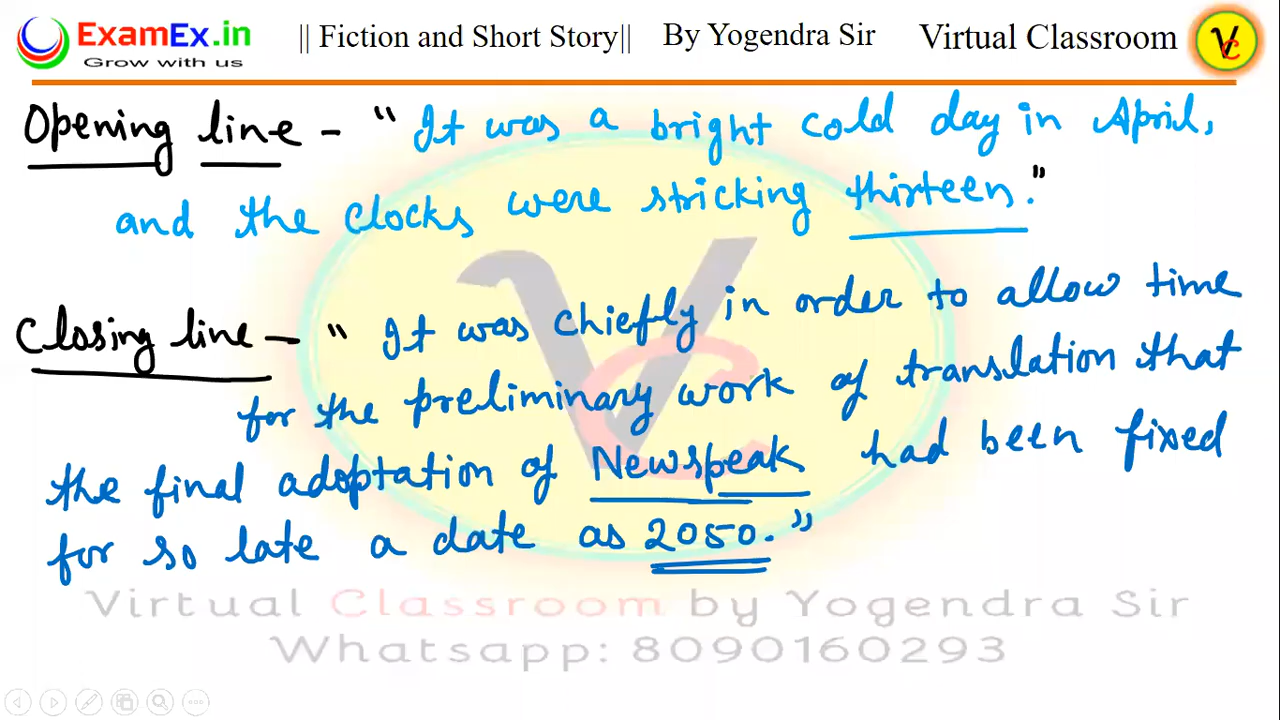 ExamEx.in
Grow with us
|| Fiction and Short Story|| By Yogendra Sir Virtual Classroom
VC
Opening line - "It was a bright cold day in April,
and the clocks were stricking thirteen."
Closing line - "It was chiefly in order to allow time
for the preliminary work of translation that
the final adoptation of Newspeak had been fixed
for so late a date as 2050."
VC
Virtual Classroom by Yogendra Sir
Whatsapp: 8090160293